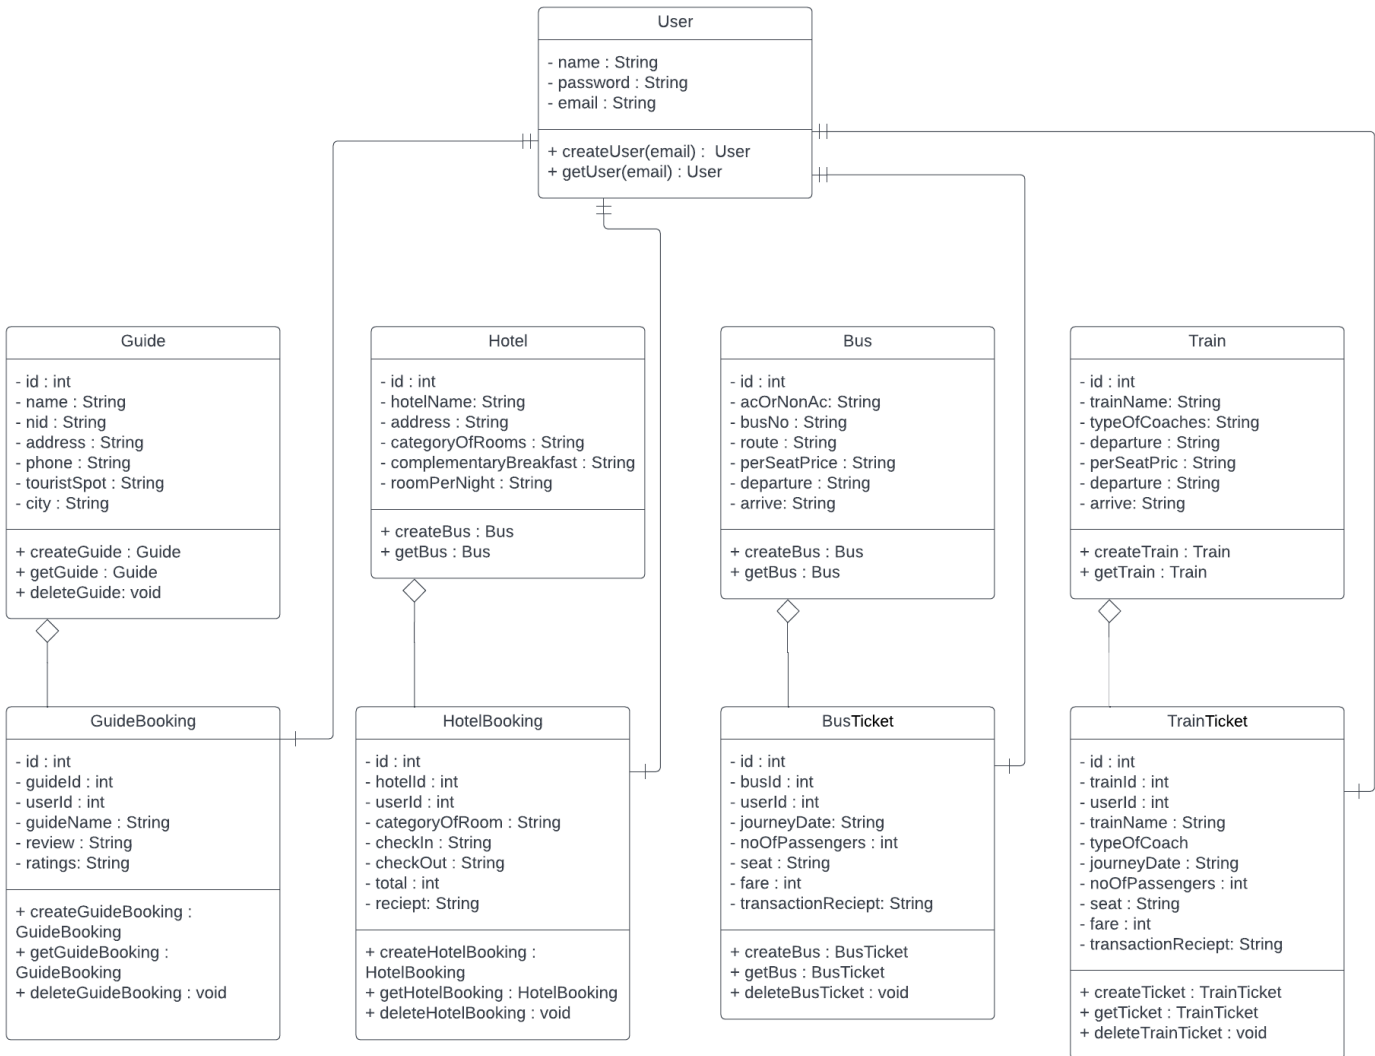 User
- name : String
- password : String
- email : String
+ createUser(email) :  User
+ getUser(email) : User
Guide
- id : int
- name : String
- nid : String
- address : String
- phone : String
- touristSpot : String
- city : String
+ createGuide : Guide
+ getGuide : Guide
+ deleteGuide: void
Hotel
- id : int
- hotelName: String
- address : String
- categoryOfRooms : String
- complementaryBreakfast : String
- roomPerNight : String
+ createBus : Bus
+ getBus : Bus
Bus
- id : int
- acOrNonAc: String
- busNo : String
- route : String
- perSeatPrice : String
- departure : String
- arrive: String
+ createBus : Bus
+ getBus : Bus
Train
- id : int
- trainName: String
- typeOfCoaches: String
- departure : String
- perSeatPric : String
- departure : String
- arrive: String
+ createTrain : Train
+ getTrain : Train
GuideBooking
- id : int
- guideId : int
- userId : int
- guideName : String
- review : String
- ratings: String
+ createGuideBooking :
GuideBooking
+ getGuideBooking :
GuideBooking
+ deleteGuideBooking : void
HotelBooking
- id : int
- hotelId : int
- userId : int
- categoryOfRoom : String
- checkIn : String
- checkOut : String
- total : int
- reciept: String
+ createHotelBooking :
HotelBooking
+ getHotelBooking : HotelBooking
+ deleteHotelBooking : void
BusTicket
- id : int
- busId : int
- userId : int
- journeyDate: String
- noOfPassengers : int
- seat : String
- fare : int
- transactionReciept: String
+ createBus : BusTicket
+ getBus : BusTicket
+ deleteBusTicket : void
TrainTicket
- id : int
- trainId : int
- userId : int
- trainName : String
- typeOfCoach
- journeyDate : String
- noOfPassengers : int
- seat : String
- fare : int
- transactionReciept: String
+ createTicket : TrainTicket
+ getTicket : TrainTicket
+ deleteTrainTicket : void